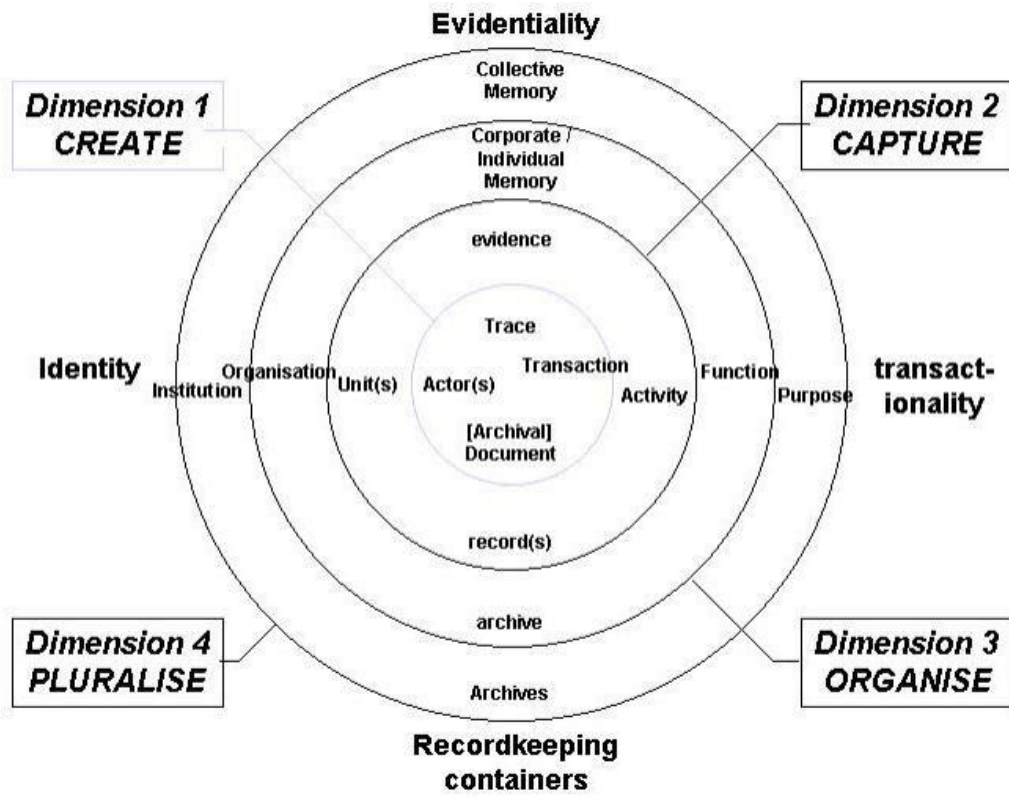 Evidentiality
Collective
Memory
Dimension 1
CREATE
Dimension 2
CAPTURE
Corporate /
Individual
Memory
evidence
Trace
Identity
Institution
Organisation
Unit(s)
Actor(s)
Transaction
Activity
Function
Purpose
transact-
ionality
[Archival]
Document
record(s)
archive
Dimension 4
PLURALISE
Dimension 3
ORGANISE
Archives
Recordkeeping
containers